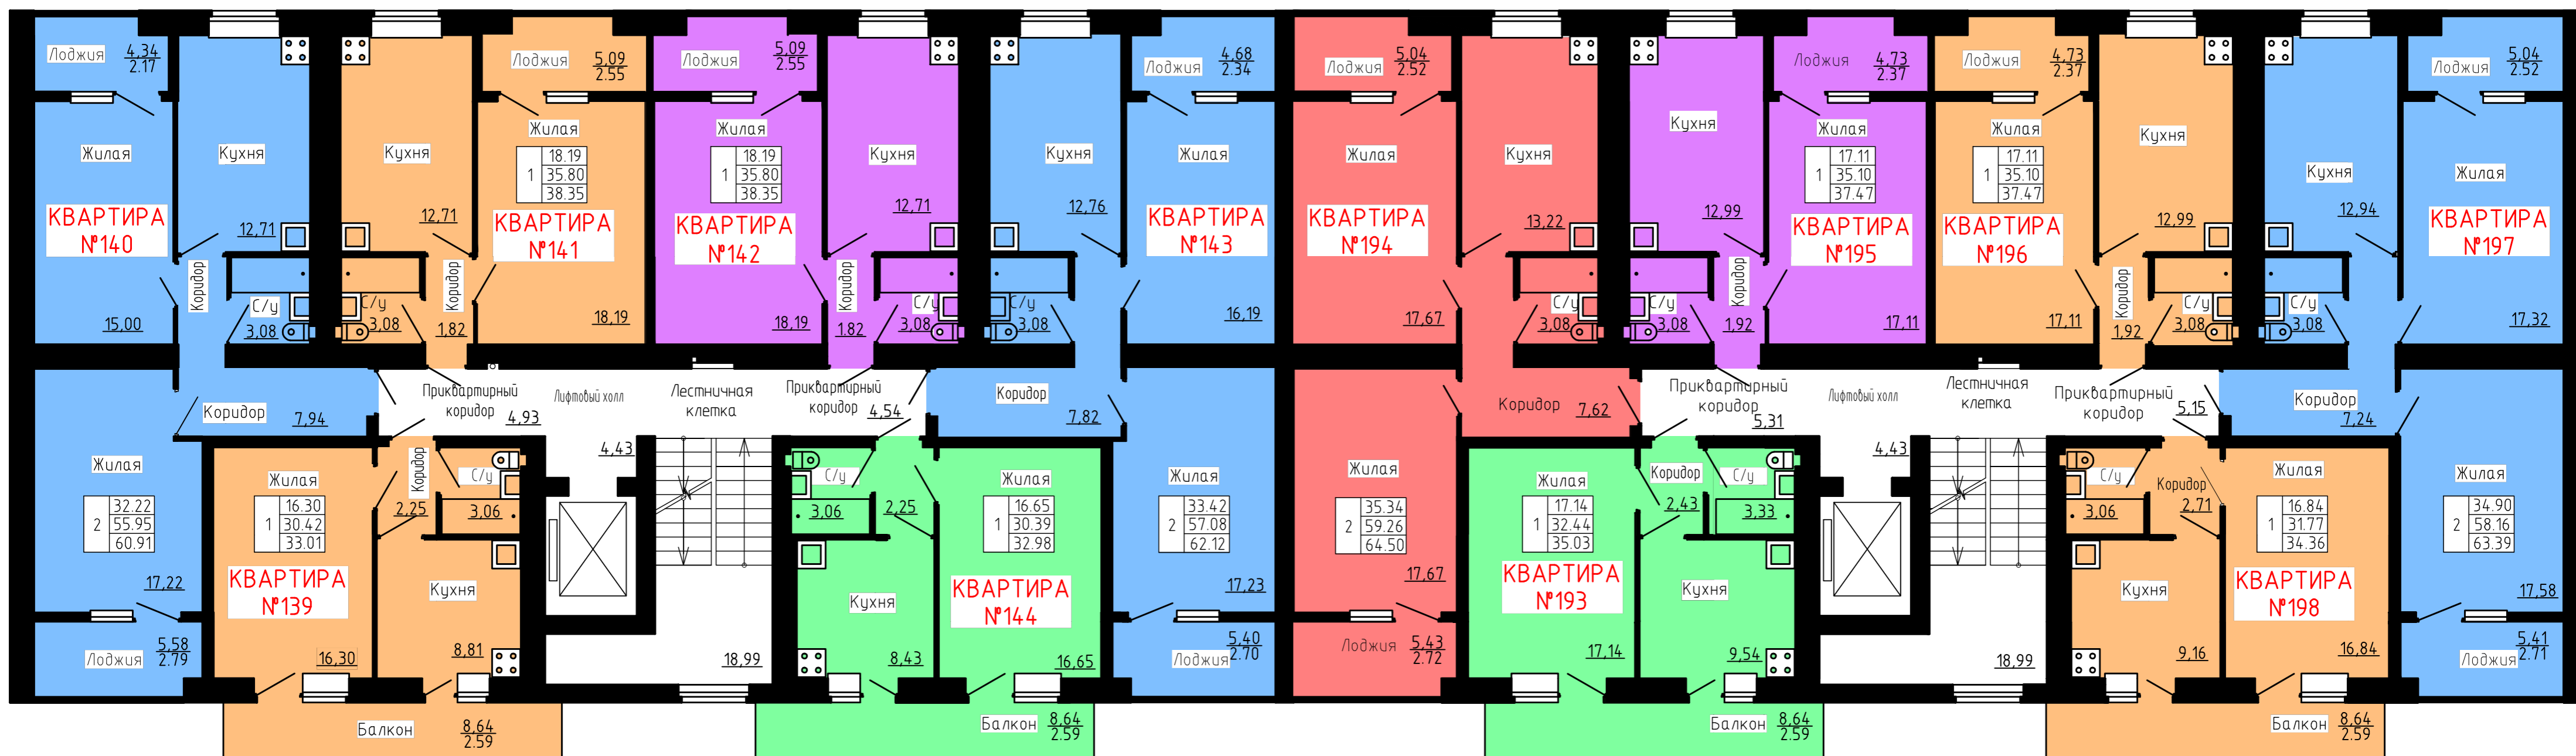 Лоджия
4,34
2.17
Жилая
КВАРТИРА
№140
15,00
Кухня
12,71
Коридор
С/у
3,08
Кухня
12,71
С/у
3,08
Коридор
1,82
Лоджия
5,09
2.55
Жилая
1
18.19
35.80
38.35
КВАРТИРА
№141
18,19
Лоджия
5,09
2.55
Жилая
1
18.19
35.80
38.35
КВАРТИРА
№142
18,19
Кухня
12,71
Коридор
1,82
С/у
3,08
Кухня
12,76
С/у
3,08
Лоджия
4,68
2.34
Жилая
КВАРТИРА
№143
16,19
Лоджия
5,04
2.52
Жилая
КВАРТИРА
№194
17,67
Кухня
13,22
С/у
3,08
Кухня
12,99
С/у
3,08
Коридор
1,92
Лоджия
4,73
2.37
Жилая
1
17.11
35.10
37.47
КВАРТИРА
№195
17,11
Лоджия
4,73
2.37
Жилая
1
17.11
35.10
37.47
КВАРТИРА
№196
17,11
Кухня
12,99
Коридор
1,92
С/у
3,08
Кухня
12,94
С/у
3,08
Лоджия
5,04
2.52
Жилая
КВАРТИРА
№197
17,32
Коридор
7,94
Приквартирный
коридор
4,93
Лифтовый холл
4,43
Лестничная
клетка
Приквартирный
коридор
4,54
Коридор
7,82
Коридор
7,62
Приквартирный
коридор
5,31
Лифтовый холл
4,43
Лестничная
клетка
Приквартирный
коридор
5,15
Коридор
7,24
Жилая
2
32.22
55.95
60.91
17,22
Лоджия
5,58
2.79
Жилая
1
16.30
30.42
33.01
КВАРТИРА
№139
16,30
Коридор
2,25
С/у
3,06
Кухня
8,81
Балкон
8,64
2.59
18,99
С/у
3,06
2,25
Кухня
8,43
Жилая
1
16.65
30.39
32.98
КВАРТИРА
№144
16,65
Балкон
8,64
2.59
Жилая
2
33.42
57.08
62.12
17,23
Лоджия
5,40
2.70
Жилая
2
35.34
59.26
64.50
17,67
Лоджия
5,43
2.72
Жилая
1
17.14
32.44
35.03
КВАРТИРА
№193
17,14
Коридор
2,43
С/у
3,33
Кухня
9,54
Балкон
8,64
2.59
18,99
С/у
3,06
Коридор
2,71
Кухня
9,16
Жилая
1
16.84
31.77
34.36
КВАРТИРА
№198
16,84
Балкон
8,64
2.59
Жилая
2
34.90
58.16
63.39
17,58
Лоджия
5,41
2.71